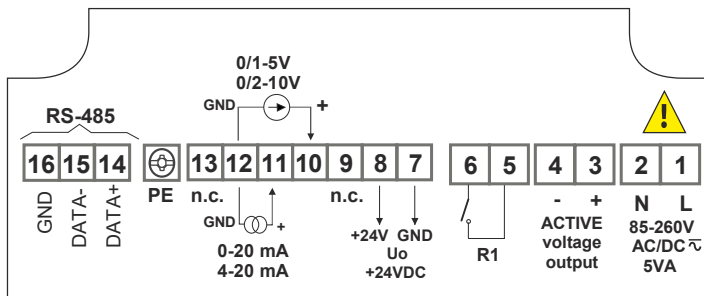 0/1-5V
0/2-10V
GND +
RS-485
16 15 14 13 12 11 10 9 8 7 6 5 4 3 2 1
GND
DATA-
DATA+
PE
n.c.
n.c.
GND +
0-20 mA
4-20 mA
+24V GND
Uo
+24VDC
R1
- +
ACTIVE
voltage
output
N L
85-260V
AC/DC
5VA
!